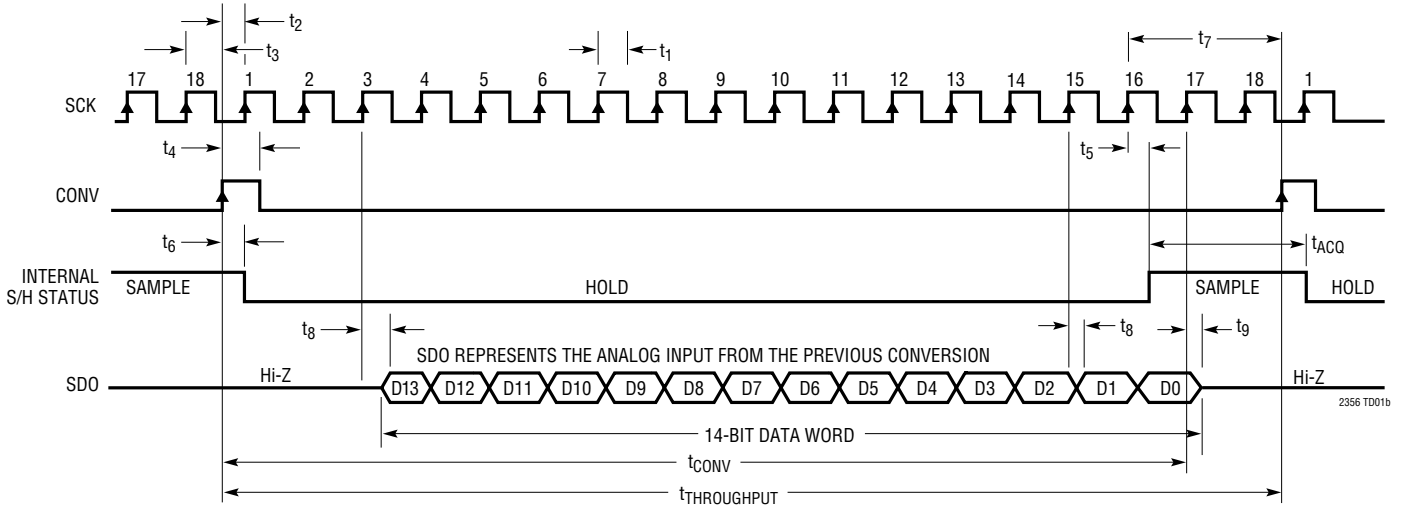 t2
t3
t1
t7
17 18 1 2 3 4 5 6 7 8 9 10 11 12 13 14 15 16 17 18 1
SCK
t4
t5
CONV
t6
tACQ
INTERNAL
S/H STATUS
SAMPLE HOLD SAMPLE HOLD
t8 t8 t9
SDO REPRESENTS THE ANALOG INPUT FROM THE PREVIOUS CONVERSION
SDO Hi-Z D13 D12 D11 D10 D9 D8 D7 D6 D5 D4 D3 D2 D1 D0 Hi-Z
2356 TD01b
14-BIT DATA WORD
tCONV
tTHROUGHPUT